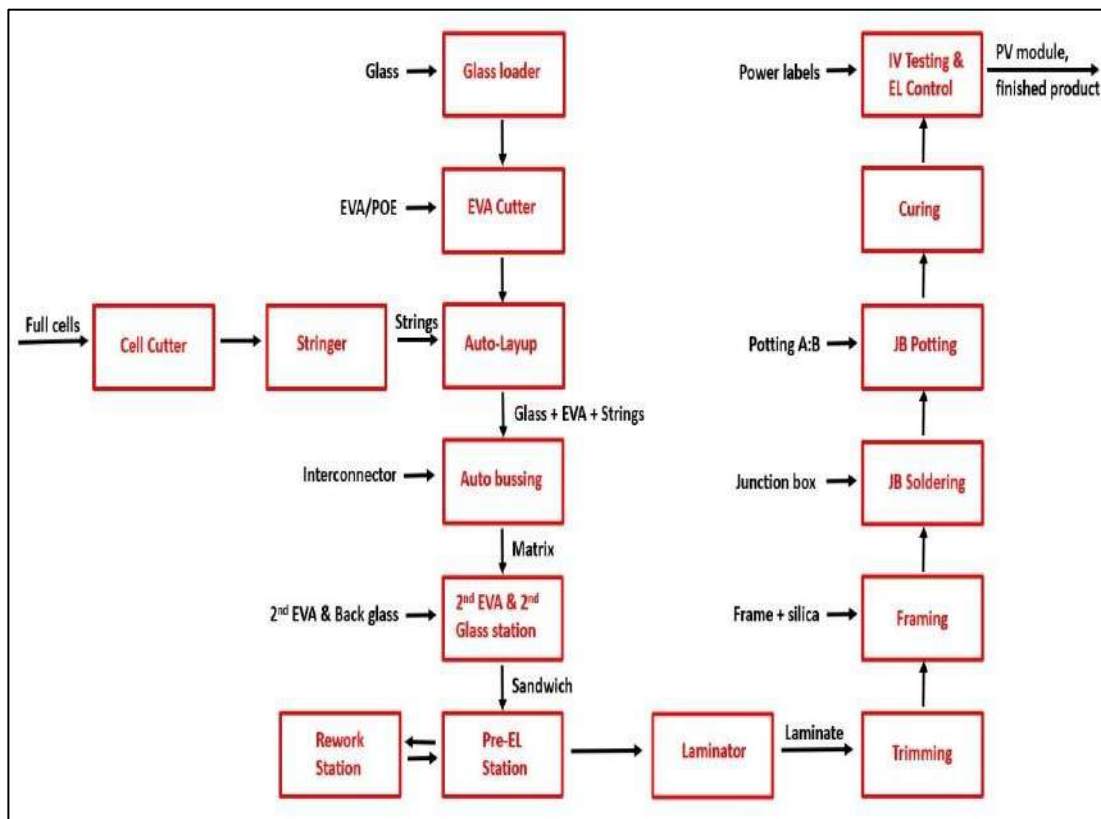 Glass
Glass loader
EVA/POE
EVA Cutter
Full cells
Cell Cutter
Stringer
Strings
Auto-Layup
Glass + EVA + Strings
Interconnector
Auto bussing
Matrix
2nd EVA & Back glass
2nd EVA & 2nd
Glass station
Sandwich
Rework
Station
Pre-EL
Station
Laminator
Laminate
Trimming
Frame + silica
Framing
Junction box
JB Soldering
Potting A:B
JB Potting
Curing
Power labels
IV Testing &
EL Control
PV module,
finished product